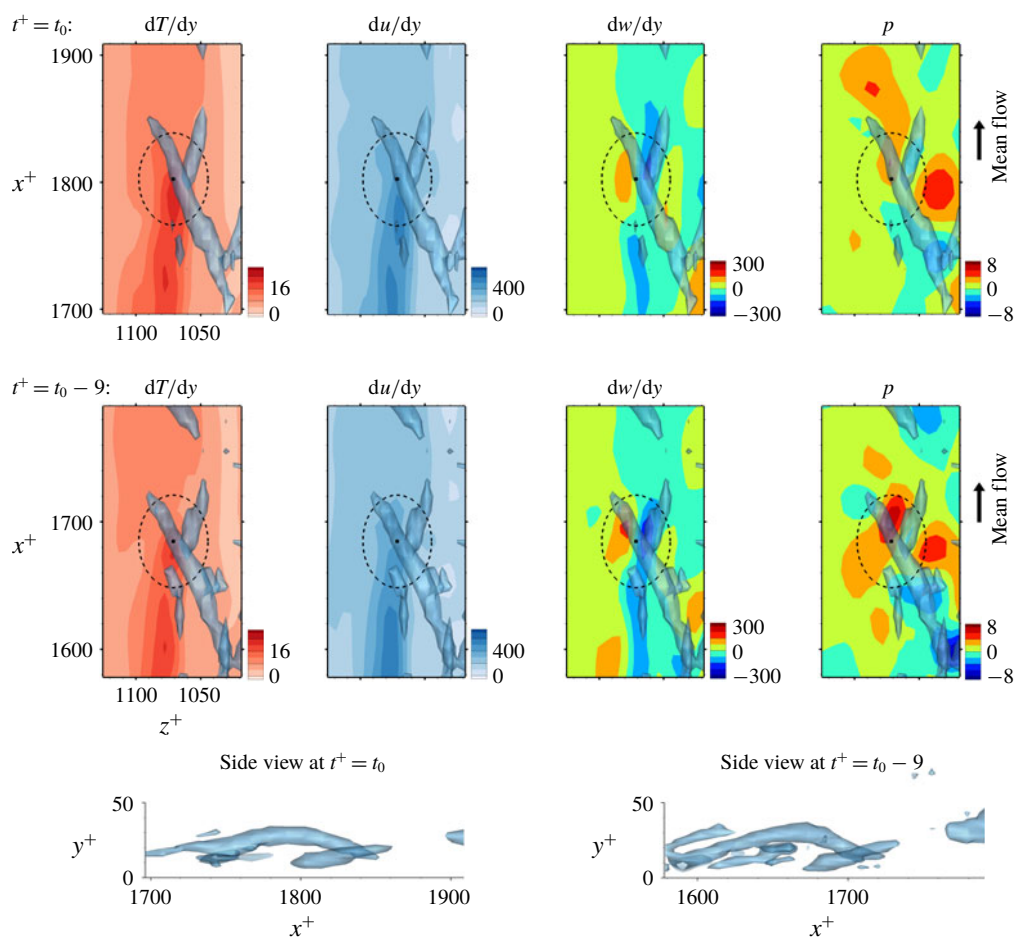 t⁺ = t₀: dT/dy du/dy dw/dy p
1900
1800
1700
x⁺
1100 1050
16
0
400
0
300
0
−300
8
0
−8
Mean flow
t⁺ = t₀ − 9: dT/dy du/dy dw/dy p
1700
1600
x⁺
1100 1050
z⁺
16
0
400
0
300
0
−300
8
0
−8
Mean flow
Side view at t⁺ = t₀
50
y⁺
0
1700 1800 1900
x⁺
Side view at t⁺ = t₀ − 9
50
y⁺
0
1600 1700
x⁺